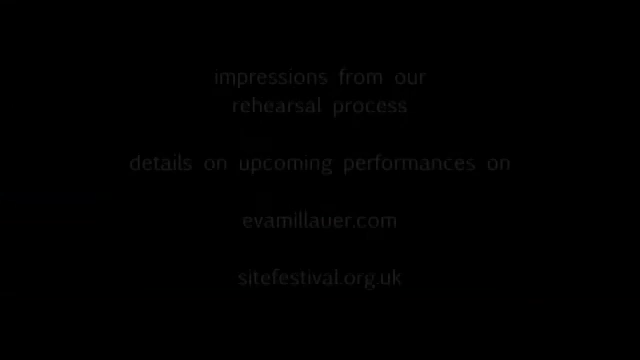 impressions from our
rehearsal process
details on upcoming performances on
evamillauer.com
sitefestival.org.uk